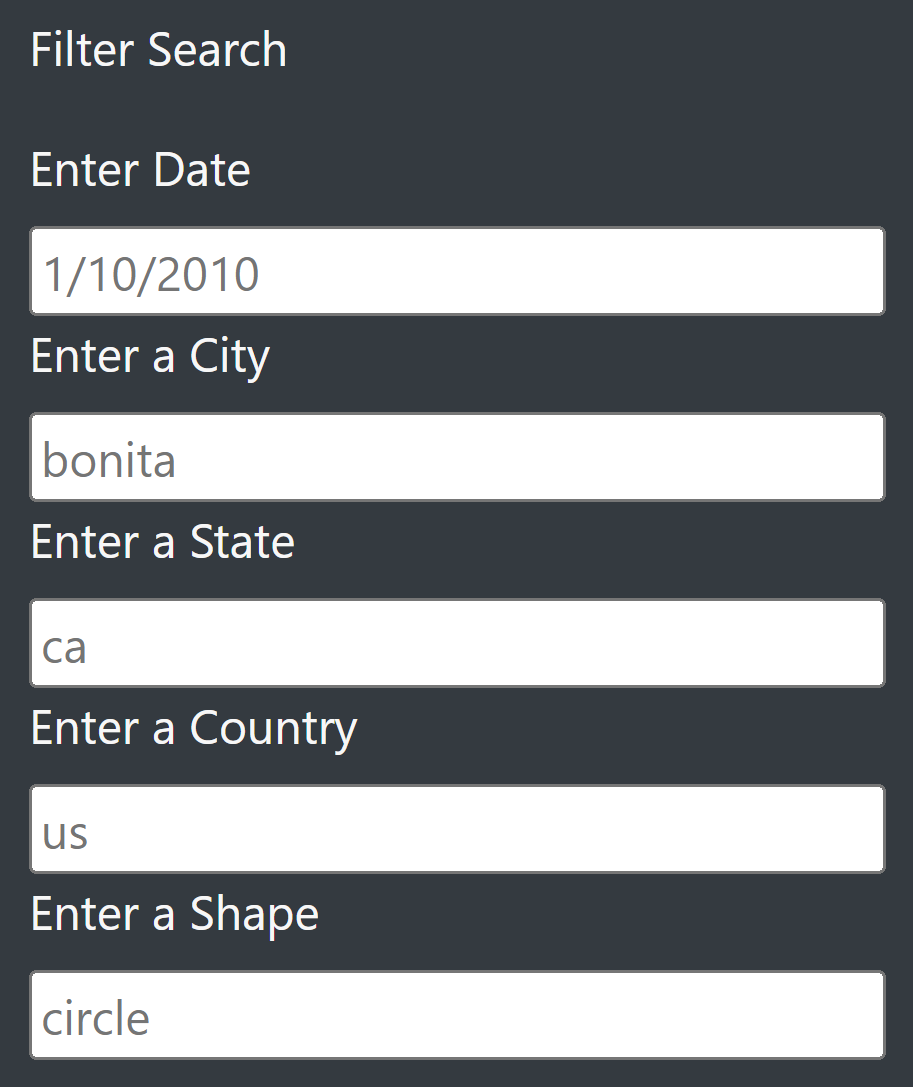 Filter Search
Enter Date
1/10/2010
Enter a City
bonita
Enter a State
ca
Enter a Country
us
Enter a Shape
circle